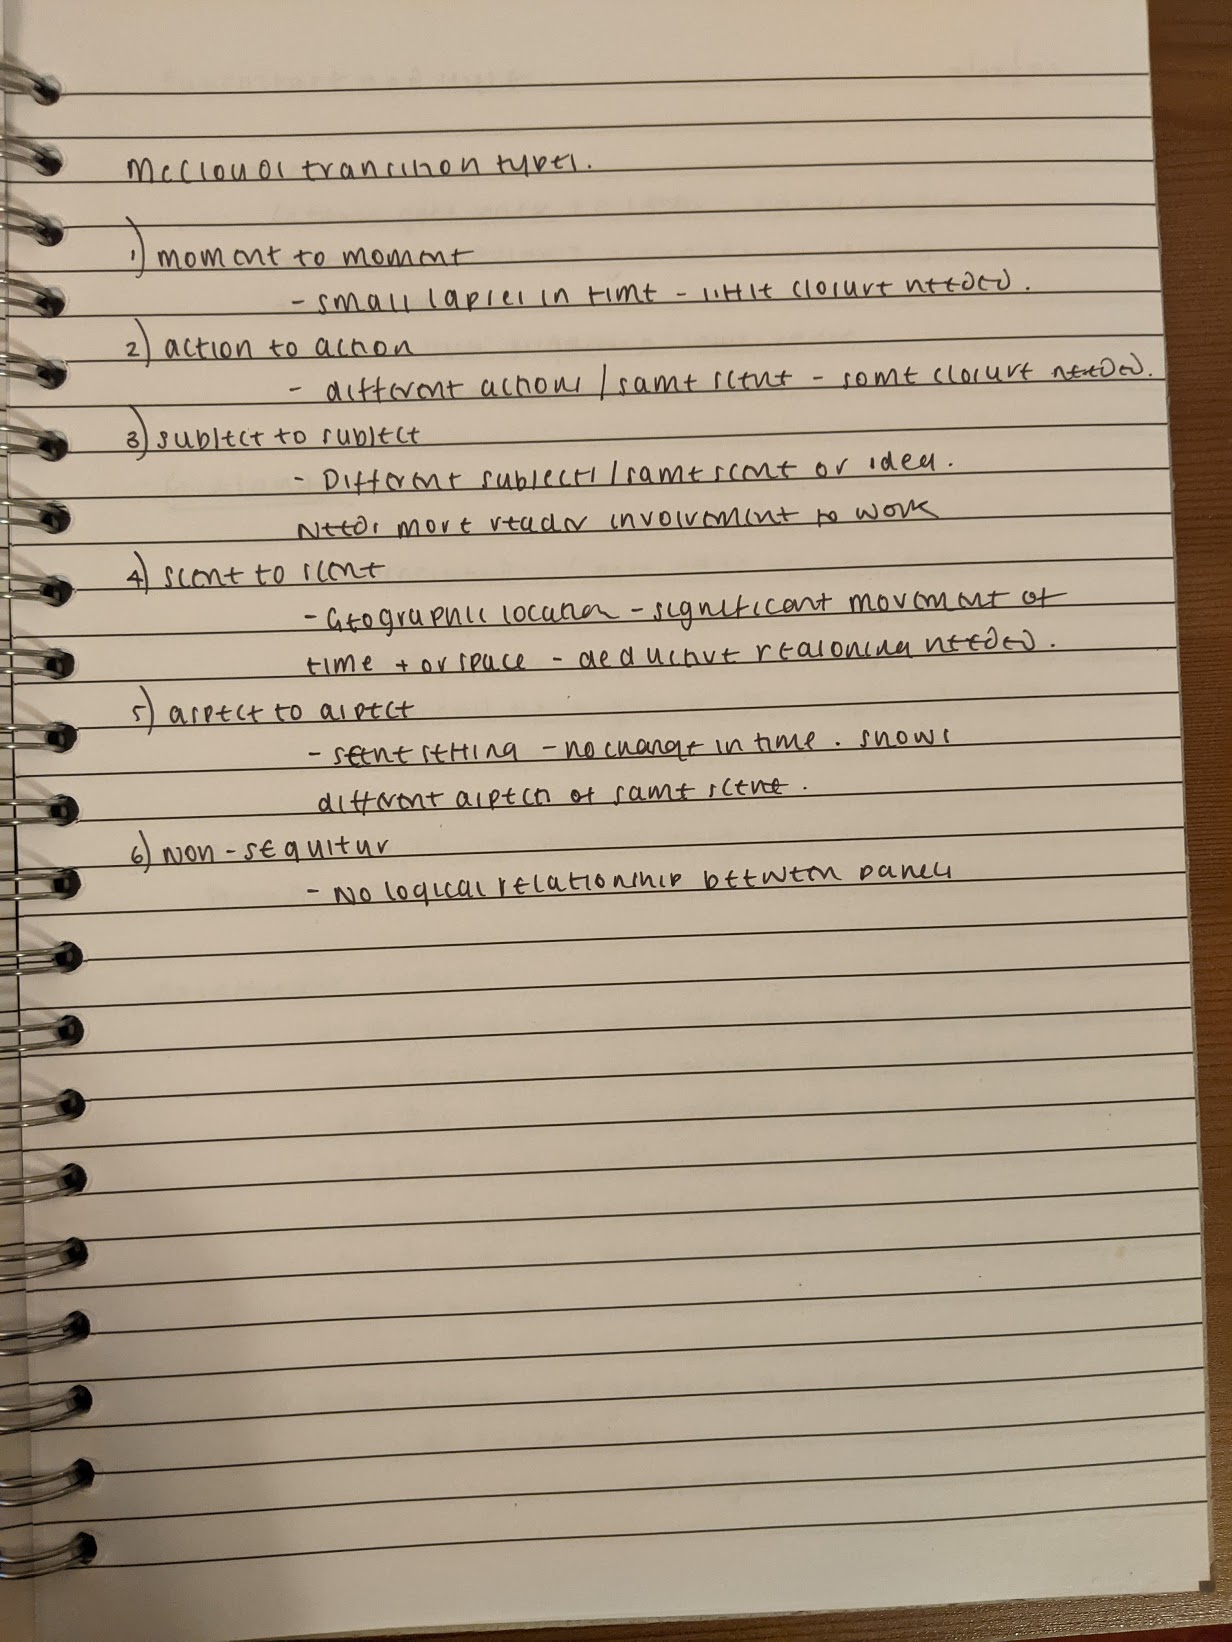 McCloud transition types.
1) moment to moment
- small lapses in time - little closure needed.
2) action to action
- different actions / same scene - some closure needed.
3) subject to subject
- Different subjects / same scene or idea.
Needs more reader involvement to work
4) scene to scene
- Geographic location - significant movement of
time + or space - deductive reasoning needed.
5) aspect to aspect
- scene setting - no change in time. shows
different aspects of same scene.
6) Non-sequitur
- No logical relationship between panels